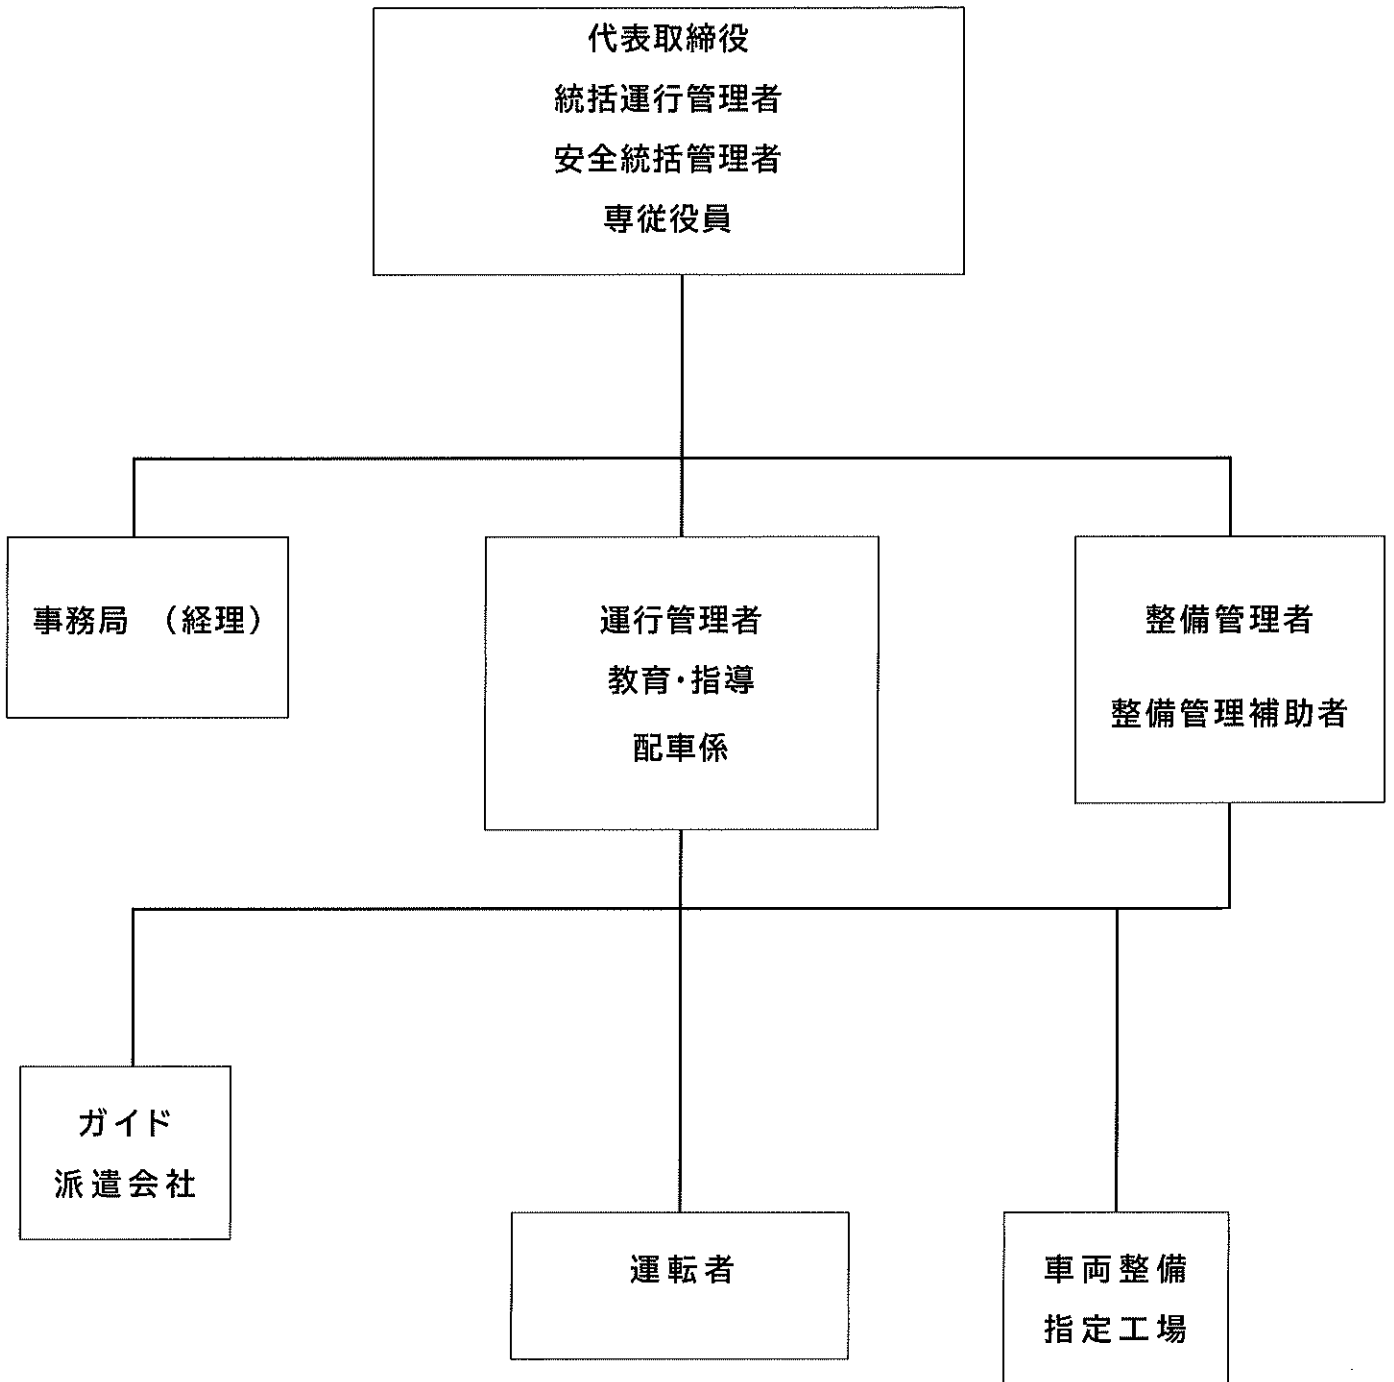 代表取締役
統括運行管理者
安全統括管理者
専従役員
事務局 （経理）
運行管理者
教育・指導
配車係
整備管理者
整備管理補助者
ガイド
派遣会社
運転者
車両整備
指定工場